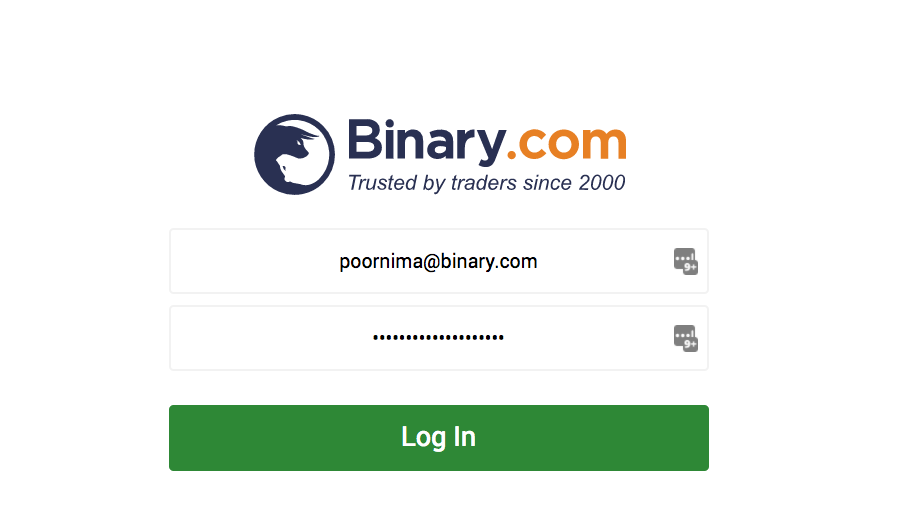 Binary.com
Trusted by traders since 2000
poornima@binary.com
••••••••••••••••••••
Log In